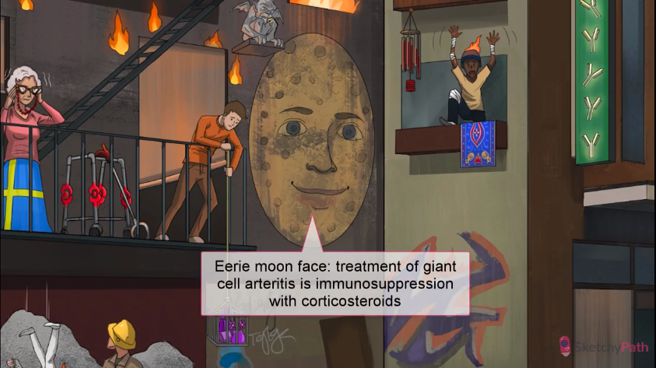 Eerie moon face: treatment of giant
cell arteritis is immunosuppression
with corticosteroids
SketchyPath